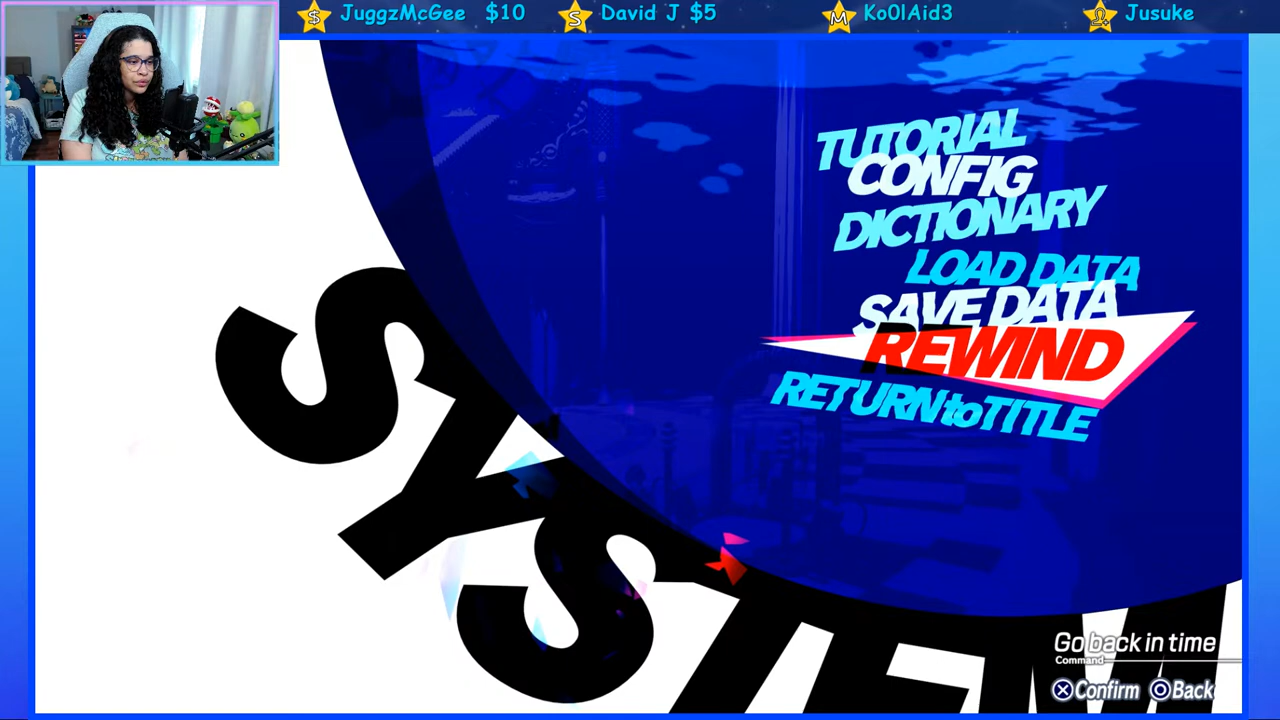 JuggzMcGee $10
David J $5
Ko0lAid3
Jusuke
TUTORIAL
CONFIG
DICTIONARY
LOAD DATA
SAVE DATA
REWIND
RETURN to TITLE
SYSTEM
Go back in time
Command
Confirm Back